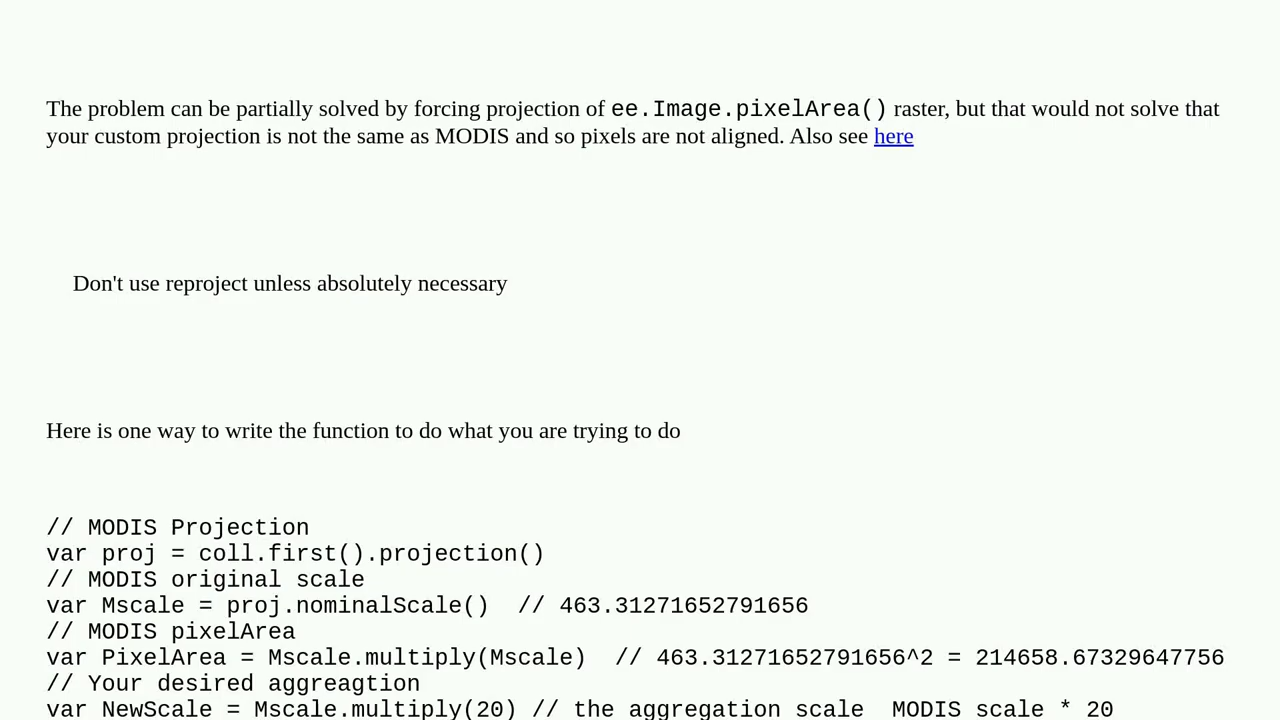 The problem can be partially solved by forcing projection of ee.Image.pixelArea() raster, but that would not solve that
your custom projection is not the same as MODIS and so pixels are not aligned. Also see here
Don't use reproject unless absolutely necessary
Here is one way to write the function to do what you are trying to do
// MODIS Projection
var proj = coll.first().projection()
// MODIS original scale
var Mscale = proj.nominalScale()  // 463.31271652791656
// MODIS pixelArea
var PixelArea = Mscale.multiply(Mscale)  // 463.31271652791656^2 = 214658.67329647756
// Your desired aggreagtion
var NewScale = Mscale.multiply(20) // the aggregation scale  MODIS scale * 20